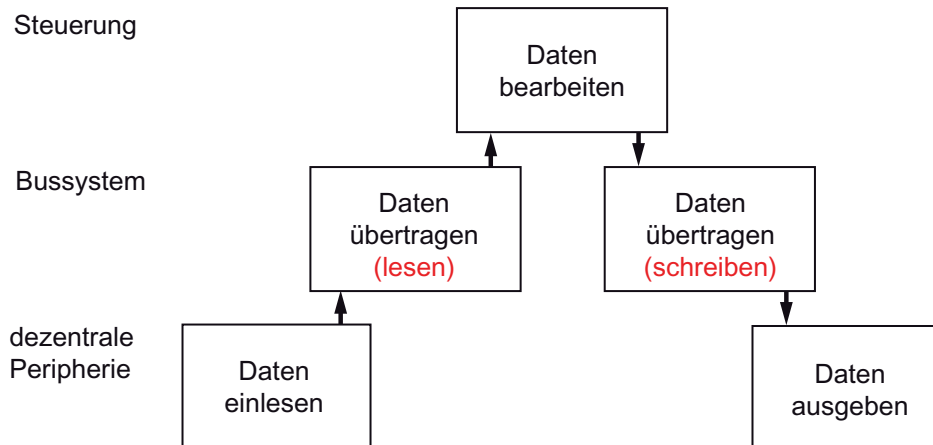 Steuerung
Daten
bearbeiten
Bussystem
Daten
übertragen
(lesen)
Daten
übertragen
(schreiben)
dezentrale
Peripherie
Daten
einlesen
Daten
ausgeben